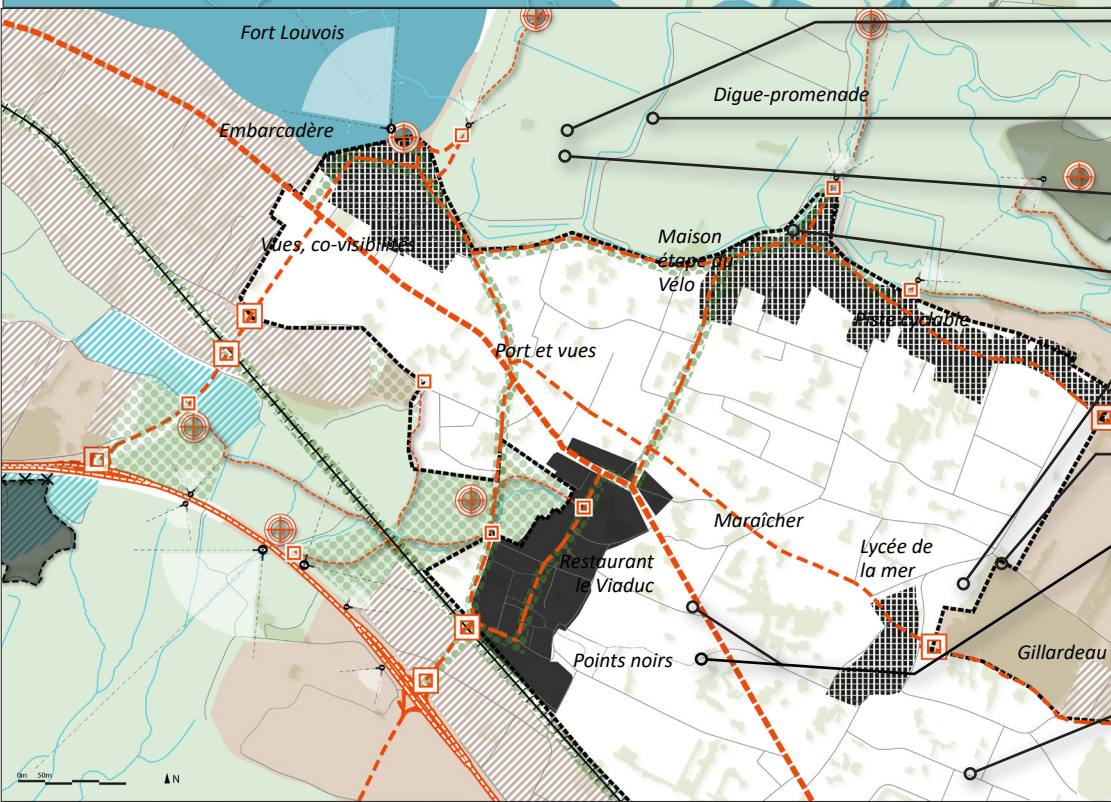 Fort Louvois
Digue-promenade
Embarcadère
Vues, co-visibilités
Maison
étape du
Vélo
Piste cyclable
Port et vues
Maraîcher
Lycée de
la mer
Restaurant
le Viaduc
Points noirs
Gillardeau
0m 50m
N